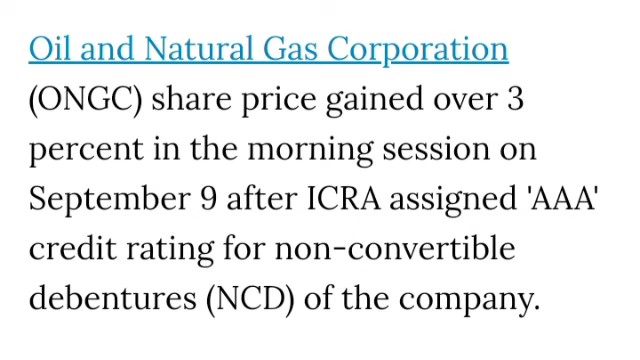 Oil and Natural Gas Corporation
(ONGC) share price gained over 3
percent in the morning session on
September 9 after ICRA assigned 'AAA'
credit rating for non-convertible
debentures (NCD) of the company.